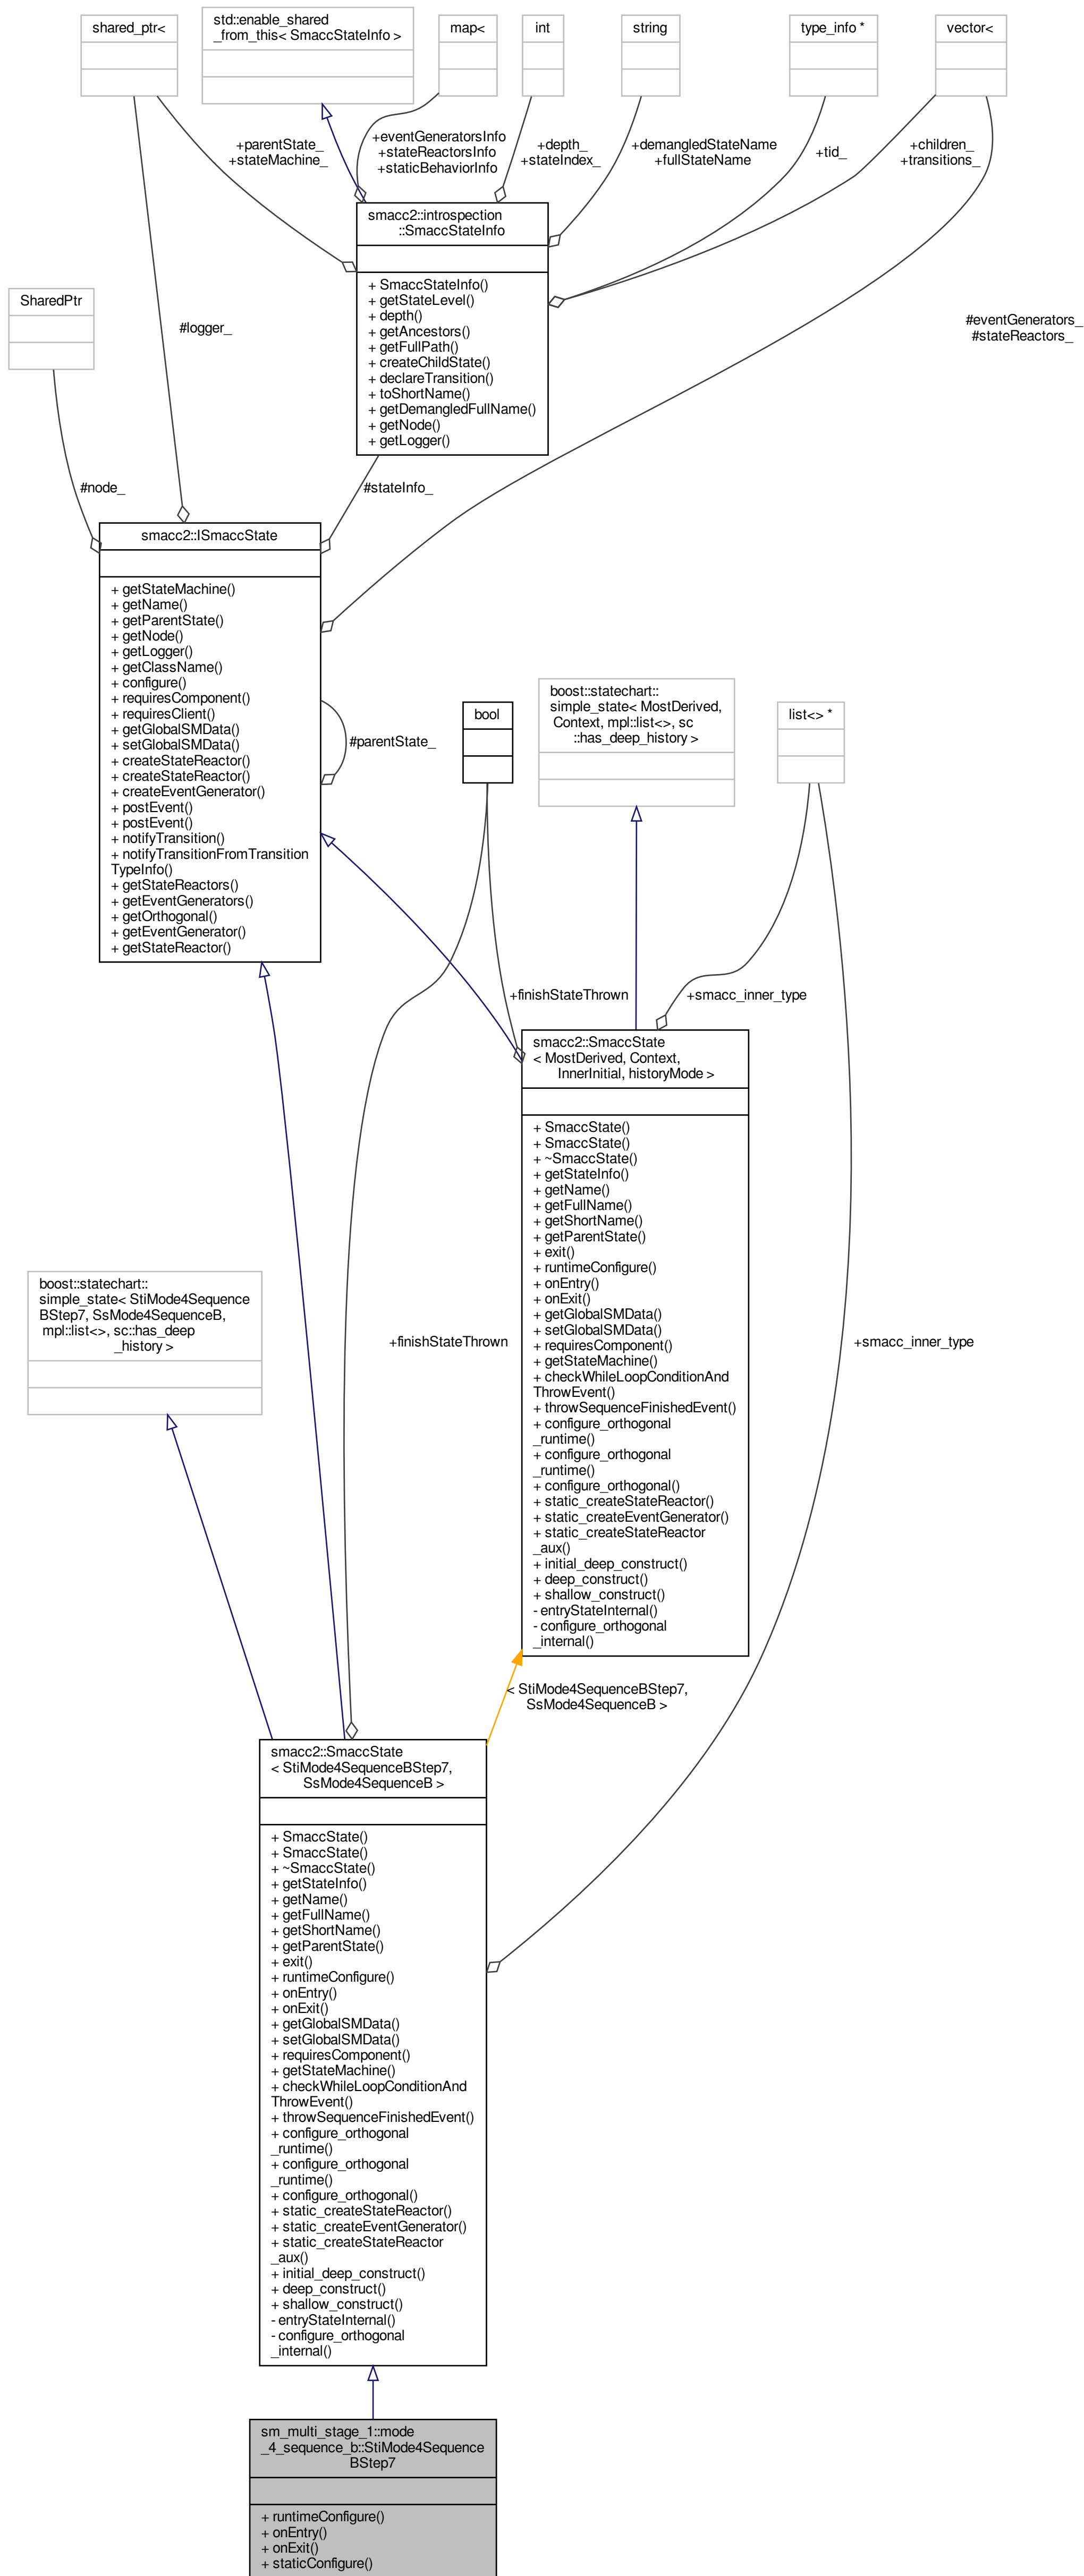 shared_ptr<
std::enable_shared
_from_this< SmaccStateInfo >
map<
int
string
type_info *
vector<
+parentState_
+stateMachine_
+eventGeneratorsInfo
+stateReactorsInfo
+staticBehaviorInfo
+depth_
+stateIndex_
+demangledStateName
+fullStateName
+tid_
+children_
+transitions_
smacc2::introspection
::SmaccStateInfo
+ SmaccStateInfo()
+ getStateLevel()
+ depth()
+ getAncestors()
+ getFullPath()
+ createChildState()
+ declareTransition()
+ toShortName()
+ getDemangledFullName()
+ getNode()
+ getLogger()
SharedPtr
#logger_
#eventGenerators_
#stateReactors_
#node_
#stateInfo_
smacc2::ISmaccState
+ getStateMachine()
+ getName()
+ getParentState()
+ getNode()
+ getLogger()
+ getClassName()
+ configure()
+ requiresComponent()
+ requiresClient()
+ getGlobalSMData()
+ setGlobalSMData()
+ createStateReactor()
+ createStateReactor()
+ createEventGenerator()
+ postEvent()
+ postEvent()
+ notifyTransition()
+ notifyTransitionFromTransition
TypeInfo()
+ getStateReactors()
+ getEventGenerators()
+ getOrthogonal()
+ getEventGenerator()
+ getStateReactor()
#parentState_
bool
boost::statechart::
simple_state< MostDerived,
Context, mpl::list<>, sc
::has_deep_history >
list<> *
+finishStateThrown
+smacc_inner_type
smacc2::SmaccState
< MostDerived, Context,
InnerInitial, historyMode >
+ SmaccState()
+ SmaccState()
+ ~SmaccState()
+ getStateInfo()
+ getName()
+ getFullName()
+ getShortName()
+ getParentState()
+ exit()
+ runtimeConfigure()
+ onEntry()
+ onExit()
+ getGlobalSMData()
+ setGlobalSMData()
+ requiresComponent()
+ getStateMachine()
+ checkWhileLoopConditionAnd
ThrowEvent()
+ throwSequenceFinishedEvent()
+ configure_orthogonal
_runtime()
+ configure_orthogonal
_runtime()
+ configure_orthogonal()
+ static_createStateReactor()
+ static_createEventGenerator()
+ static_createStateReactor
_aux()
+ initial_deep_construct()
+ deep_construct()
+ shallow_construct()
- entryStateInternal()
- configure_orthogonal
_internal()
boost::statechart::
simple_state< StiMode4Sequence
BStep7, SsMode4SequenceB,
mpl::list<>, sc::has_deep
_history >
+finishStateThrown
+smacc_inner_type
< StiMode4SequenceBStep7,
SsMode4SequenceB >
smacc2::SmaccState
< StiMode4SequenceBStep7,
SsMode4SequenceB >
+ SmaccState()
+ SmaccState()
+ ~SmaccState()
+ getStateInfo()
+ getName()
+ getFullName()
+ getShortName()
+ getParentState()
+ exit()
+ runtimeConfigure()
+ onEntry()
+ onExit()
+ getGlobalSMData()
+ setGlobalSMData()
+ requiresComponent()
+ getStateMachine()
+ checkWhileLoopConditionAnd
ThrowEvent()
+ throwSequenceFinishedEvent()
+ configure_orthogonal
_runtime()
+ configure_orthogonal
_runtime()
+ configure_orthogonal()
+ static_createStateReactor()
+ static_createEventGenerator()
+ static_createStateReactor
_aux()
+ initial_deep_construct()
+ deep_construct()
+ shallow_construct()
- entryStateInternal()
- configure_orthogonal
_internal()
sm_multi_stage_1::mode
_4_sequence_b::StiMode4Sequence
BStep7
+ runtimeConfigure()
+ onEntry()
+ onExit()
+ staticConfigure()